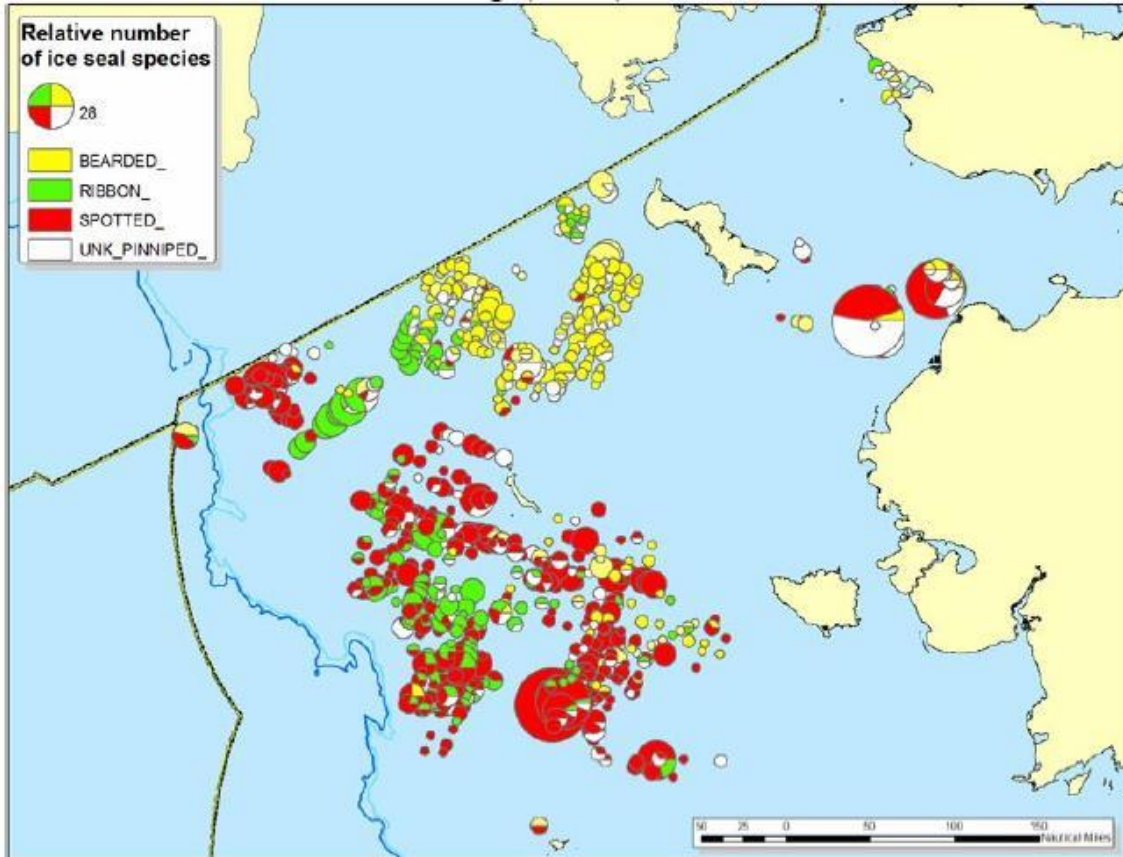 Relative number
of ice seal species
28
BEARDED_
RIBBON_
SPOTTED_
UNK_PINNIPED_
50 25 0 50 100 150
Nautical Miles